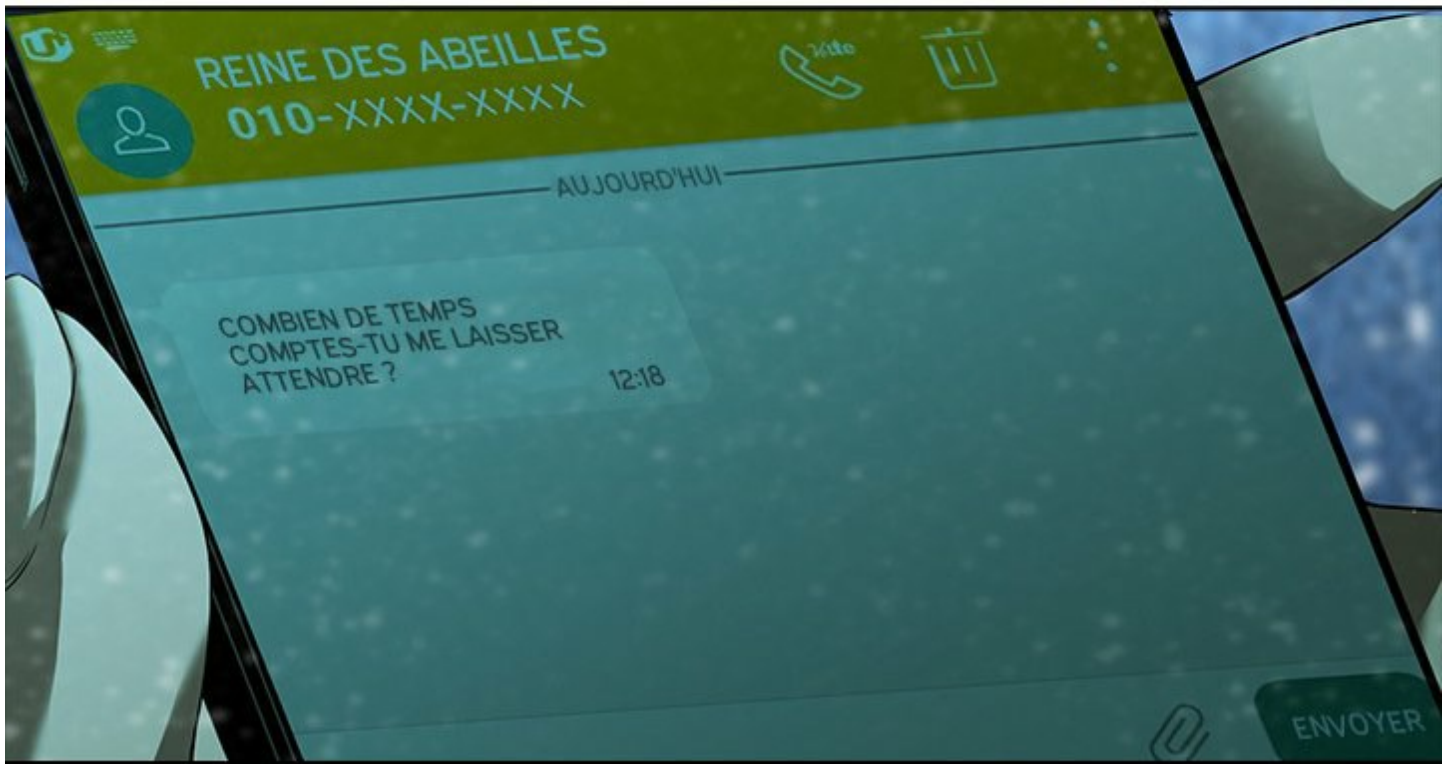 U+
REINE DES ABEILLES
010-XXXX-XXXX
AUJOURD'HUI
COMBIEN DE TEMPS
COMPTES-TU ME LAISSER
ATTENDRE ?
12:18
ENVOYER